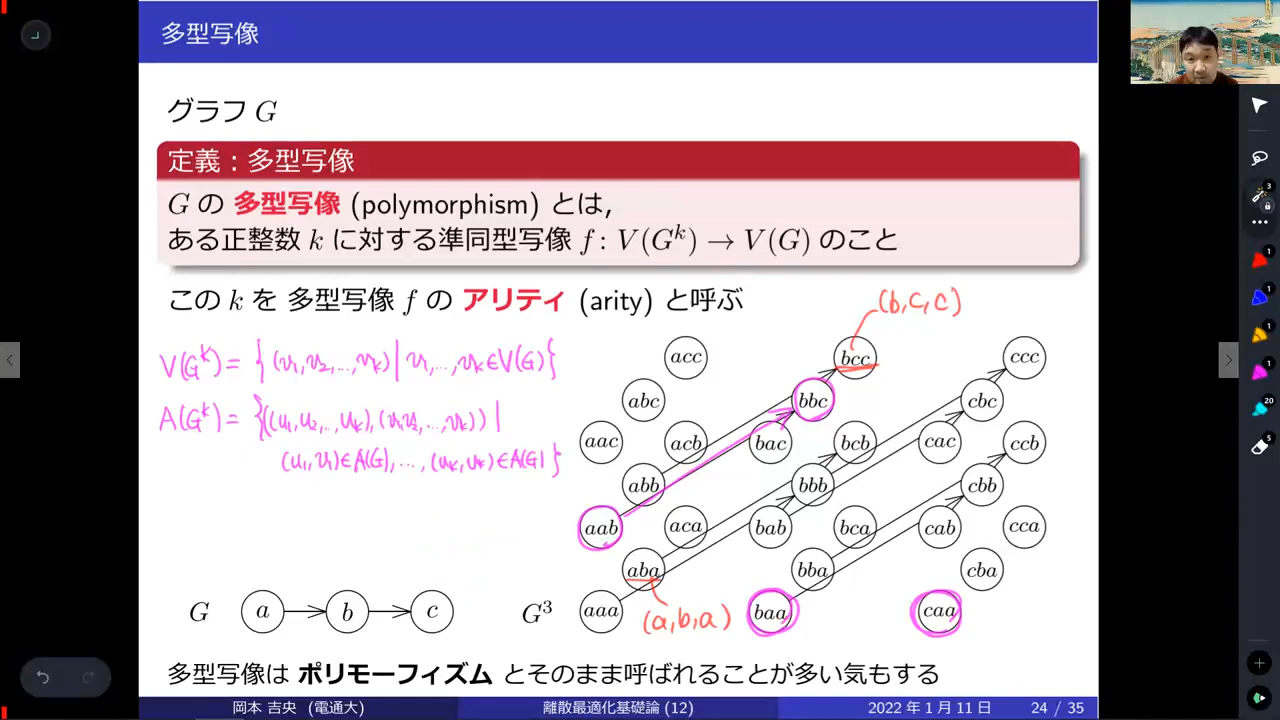 多型写像
グラフ G
定義：多型写像
G の 多型写像 (polymorphism) とは,
ある正整数 k に対する準同型写像 f: V(G^k) → V(G) のこと
この k を 多型写像 f の アリティ (arity) と呼ぶ
(b,c,c)
V(G^k) = {(v₁,v₂,…,vₖ) | v₁,…,vₖ∈V(G)}
A(G^k) = {((u₁,u₂,…,uₖ),(v₁,v₂,…,vₖ)) |
(u₁,v₁)∈A(G),…,(uₖ,vₖ)∈A(G)}
acc bcc ccc
abc bbc cbc
aac acb bac bcb cac ccb
abb bbb cbb
aab aca bab bca cab cca
aba bba cba
G a b c
G³ aaa (a,b,a) baa caa
多型写像は ポリモーフィズム とそのまま呼ばれることが多い気もする
岡本 吉央 (電通大) 離散最適化基礎論 (12) 2022 年 1 月 11 日 24 / 35
3
1
1
1
1
20
5